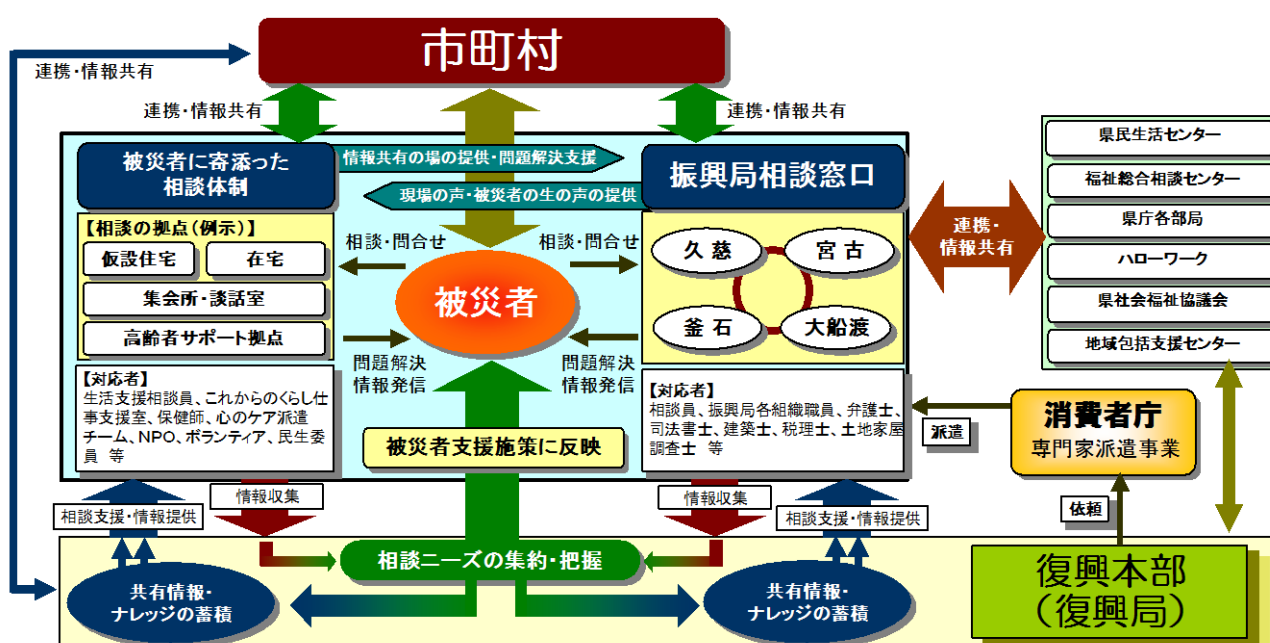 市町村
連携・情報共有
連携・情報共有
連携・情報共有
被災者に寄添った
相談体制
情報共有の場の提供・問題解決支援
現場の声・被災者の生の声の提供
振興局相談窓口
【相談の拠点(例示)】
仮設住宅
在宅
集会所・談話室
高齢者サポート拠点
相談・問合せ
相談・問合せ
被災者
問題解決
情報発信
問題解決
情報発信
久慈
宮古
釜石
大船渡
連携・
情報共有
県民生活センター
福祉総合相談センター
県庁各部局
ハローワーク
県社会福祉協議会
地域包括支援センター
【対応者】
生活支援相談員、これからのくらし仕
事支援室、保健師、心のケア派遣
チーム、NPO、ボランティア、民生委
員 等
被災者支援施策に反映
【対応者】
相談員、振興局各組織職員、弁護士、
司法書士、建築士、税理士、土地家屋
調査士 等
派遣
消費者庁
専門家派遣事業
依頼
相談支援・情報提供
情報収集
情報収集
相談支援・情報提供
相談ニーズの集約・把握
共有情報・
ナレッジの蓄積
共有情報・
ナレッジの蓄積
復興本部
(復興局)